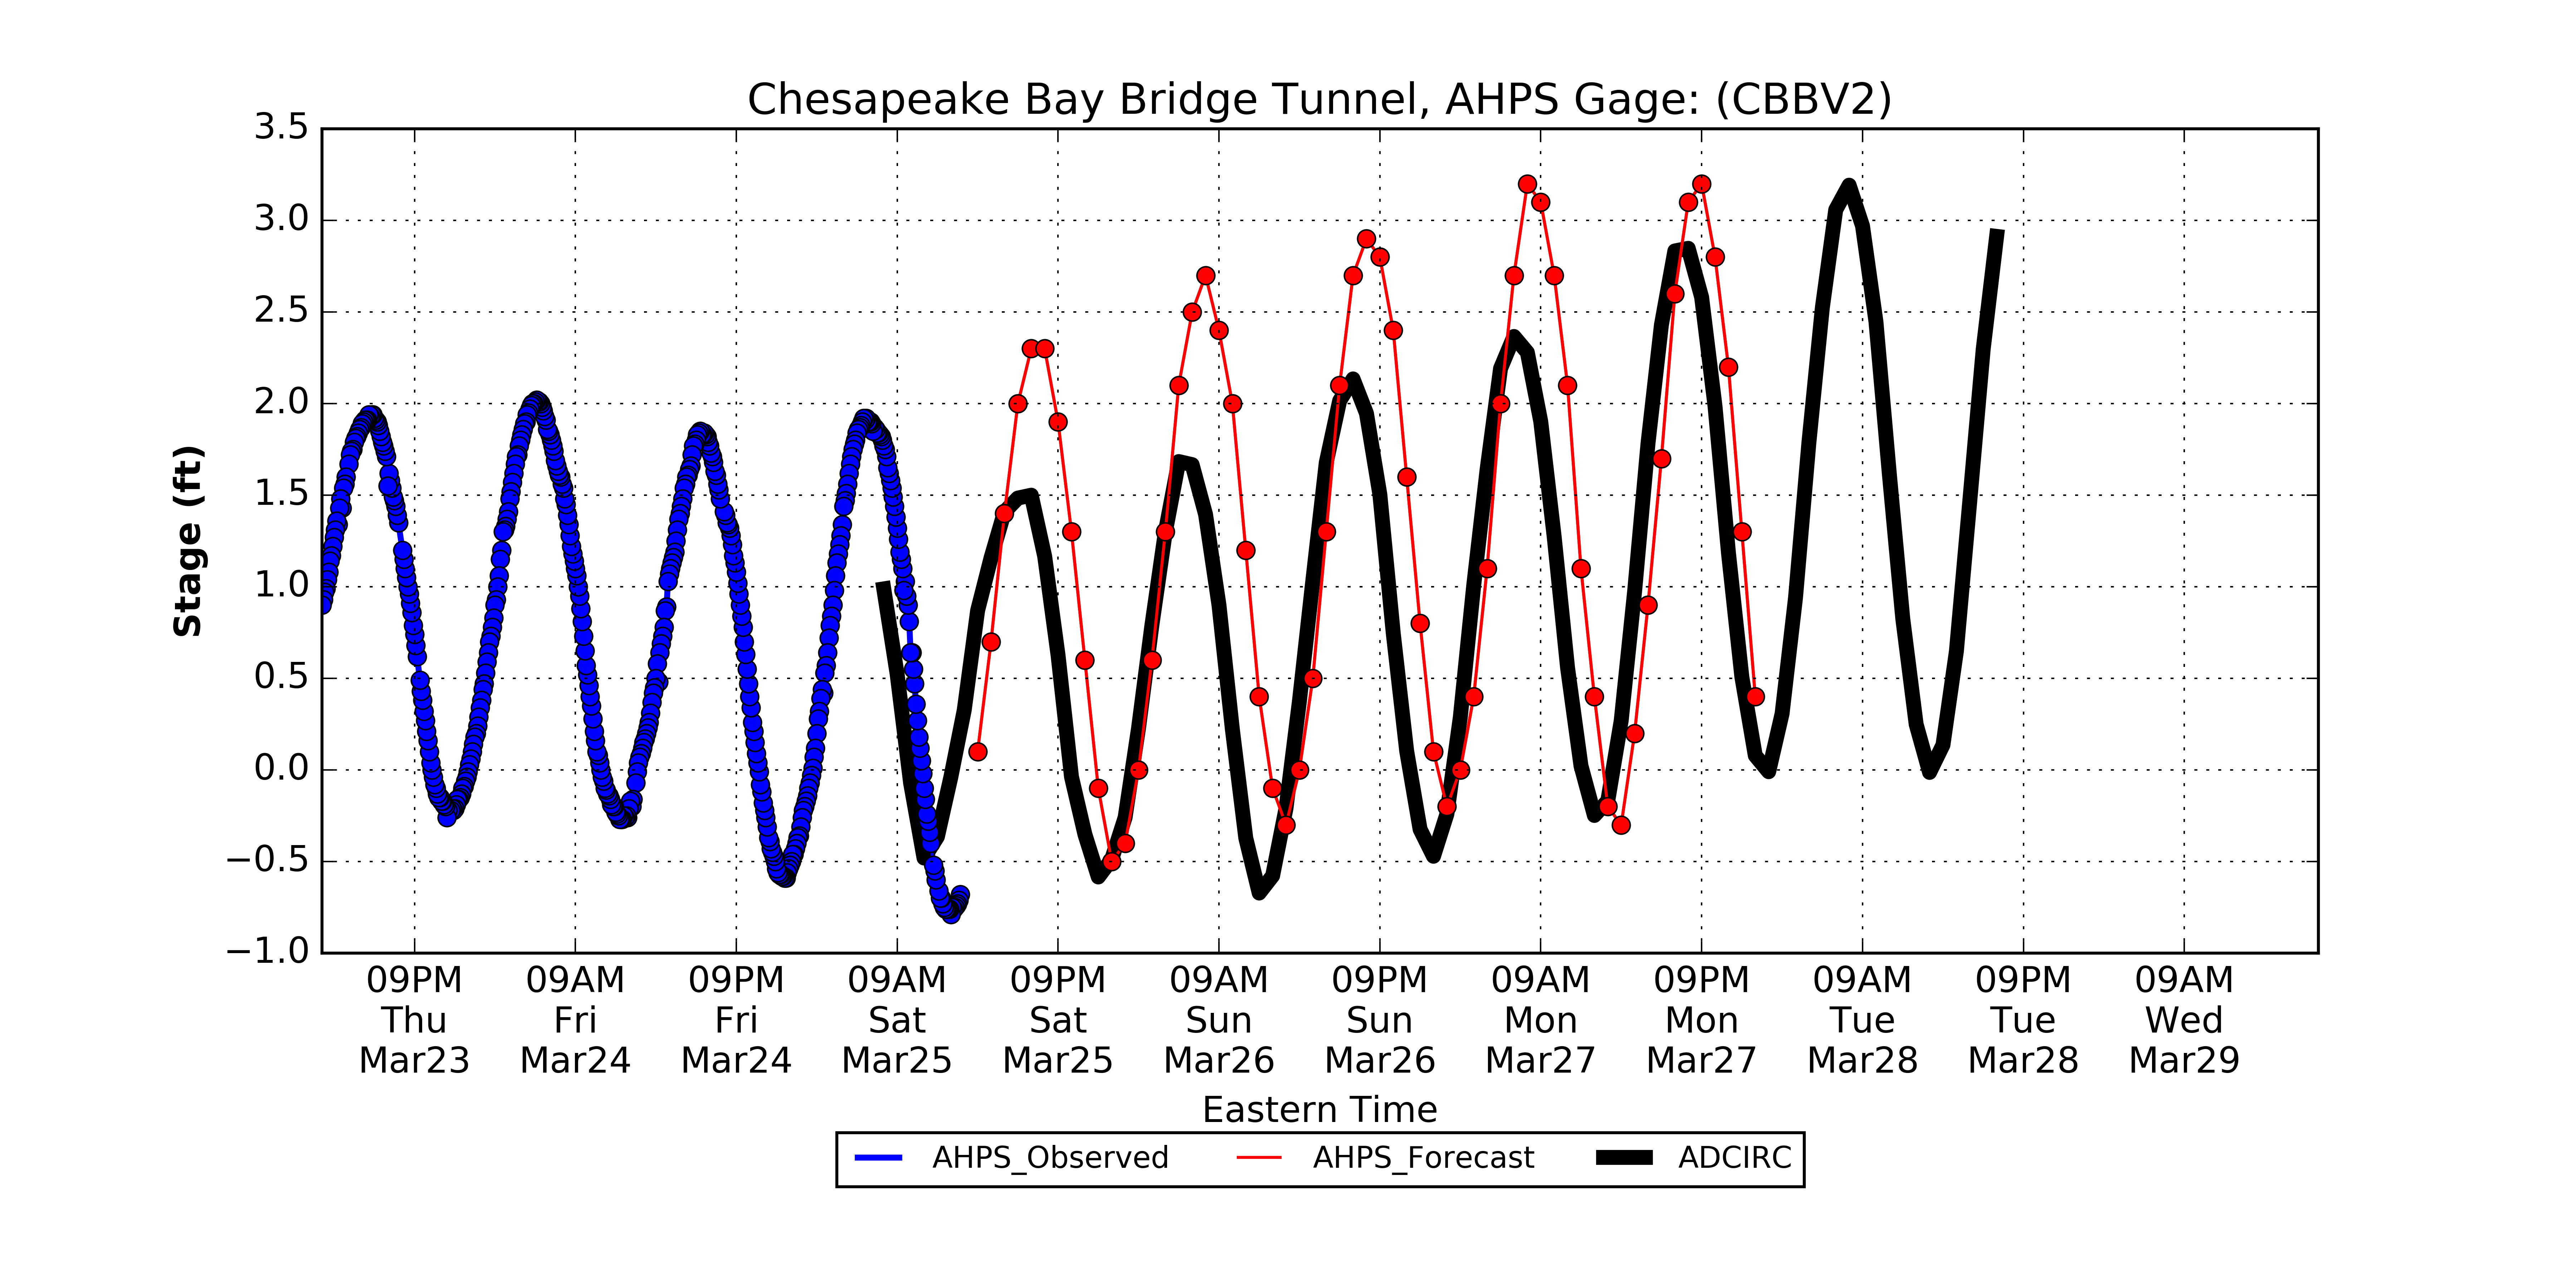 Chesapeake Bay Bridge Tunnel, AHPS Gage: (CBBV2)
3.5
3.0
2.5
2.0
1.5
1.0
0.5
0.0
−0.5
−1.0
Stage (ft)
09PM 09AM 09PM 09AM 09PM 09AM 09PM 09AM 09PM 09AM 09PM 09AM
Thu Fri Fri Sat Sat Sun Sun Mon Mon Tue Tue Wed
Mar23 Mar24 Mar24 Mar25 Mar25 Mar26 Mar26 Mar27 Mar27 Mar28 Mar28 Mar29
Eastern Time
AHPS_Observed AHPS_Forecast ADCIRC